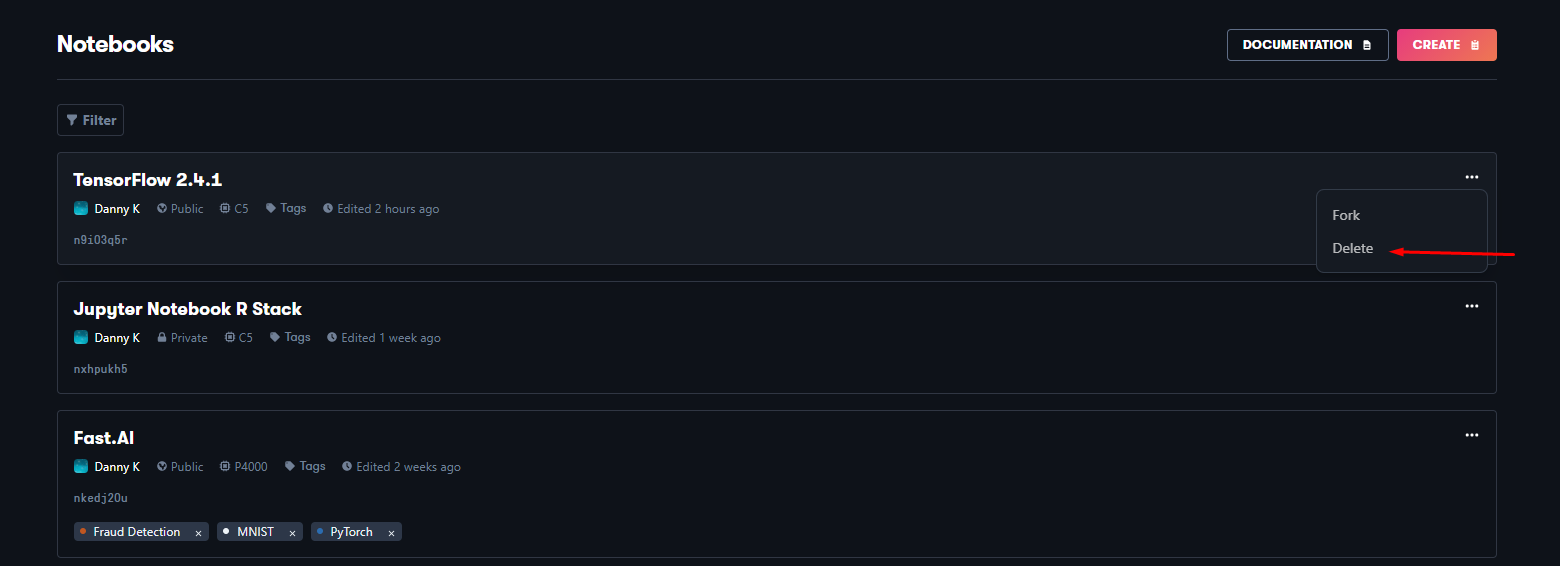 Notebooks
DOCUMENTATION
CREATE
Filter
TensorFlow 2.4.1
Danny K Public C5 Tags Edited 2 hours ago
n9i03q5r
Fork
Delete
Jupyter Notebook R Stack
Danny K Private C5 Tags Edited 1 week ago
nxhpukh5
Fast.AI
Danny K Public P4000 Tags Edited 2 weeks ago
nkedj20u
Fraud Detection x MNIST x PyTorch x